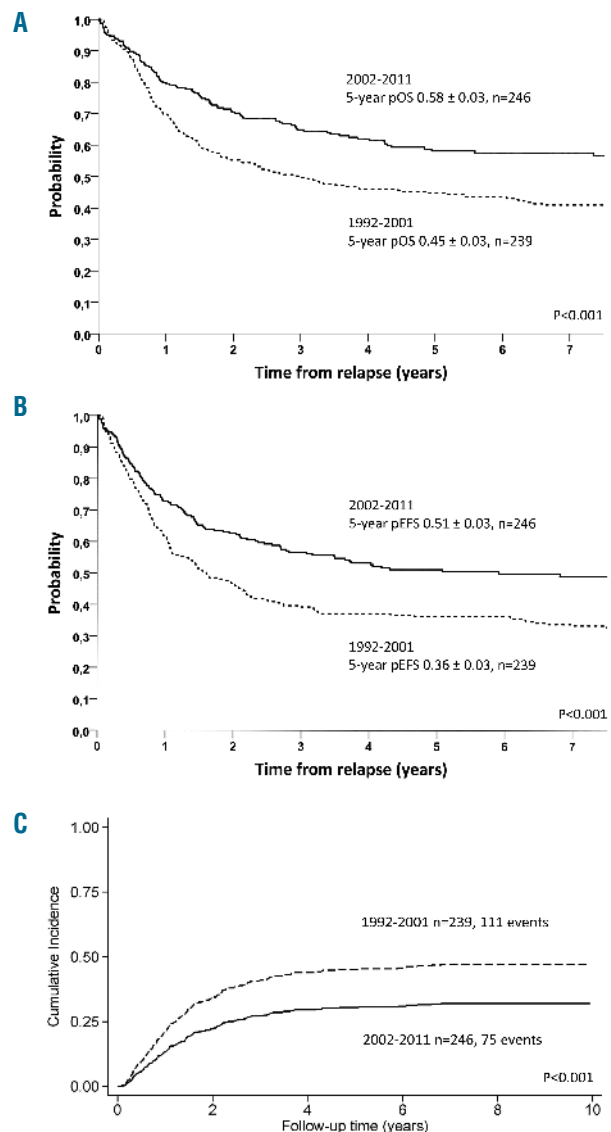 A
1,0
0,9
0,8
0,7
0,6
0,5
0,4
0,3
0,2
0,1
0,0
Probability
2002-2011
5-year pOS 0.58 ± 0.03, n=246
1992-2001
5-year pOS 0.45 ± 0.03, n=239
P<0.001
0 1 2 3 4 5 6 7
Time from relapse (years)
B
1,0
0,9
0,8
0,7
0,6
0,5
0,4
0,3
0,2
0,1
0,0
Probability
2002-2011
5-year pEFS 0.51 ± 0.03, n=246
1992-2001
5-year pEFS 0.36 ± 0.03, n=239
P<0.001
0 1 2 3 4 5 6 7
Time from relapse (years)
C
1.00
0.75
0.50
0.25
0.00
Cumulative Incidence
1992-2001 n=239, 111 events
2002-2011 n=246, 75 events
P<0.001
0 2 4 6 8 10
Follow-up time (years)